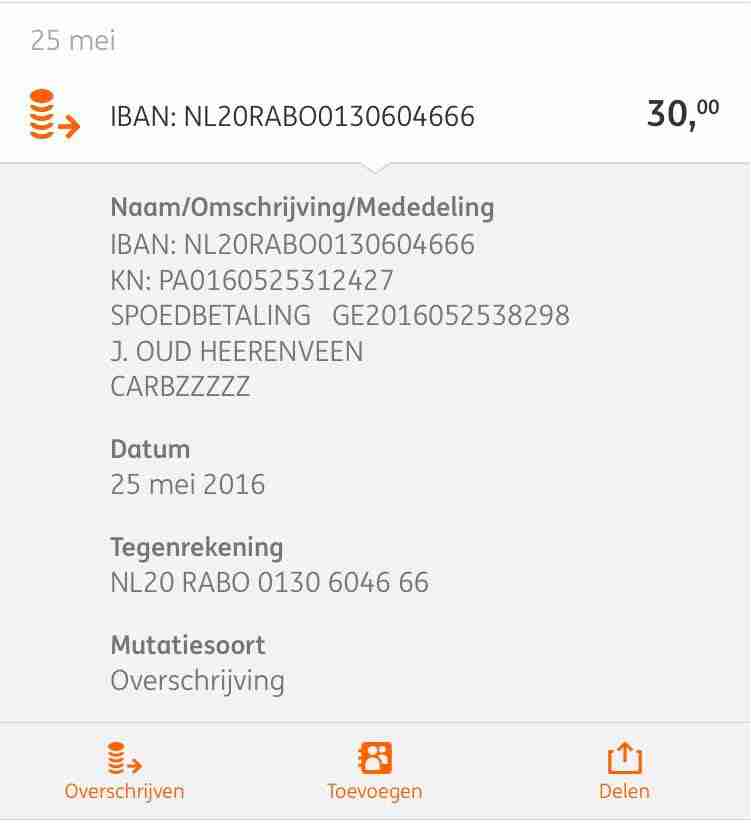 25 mei
IBAN: NL20RABO0130604666 30,00
Naam/Omschrijving/Mededeling
IBAN: NL20RABO0130604666
KN: PA0160525312427
SPOEDBETALING GE2016052538298
J. OUD HEERENVEEN
CARBZZZZZ
Datum
25 mei 2016
Tegenrekening
NL20 RABO 0130 6046 66
Mutatiesoort
Overschrijving
Overschrijven Toevoegen Delen